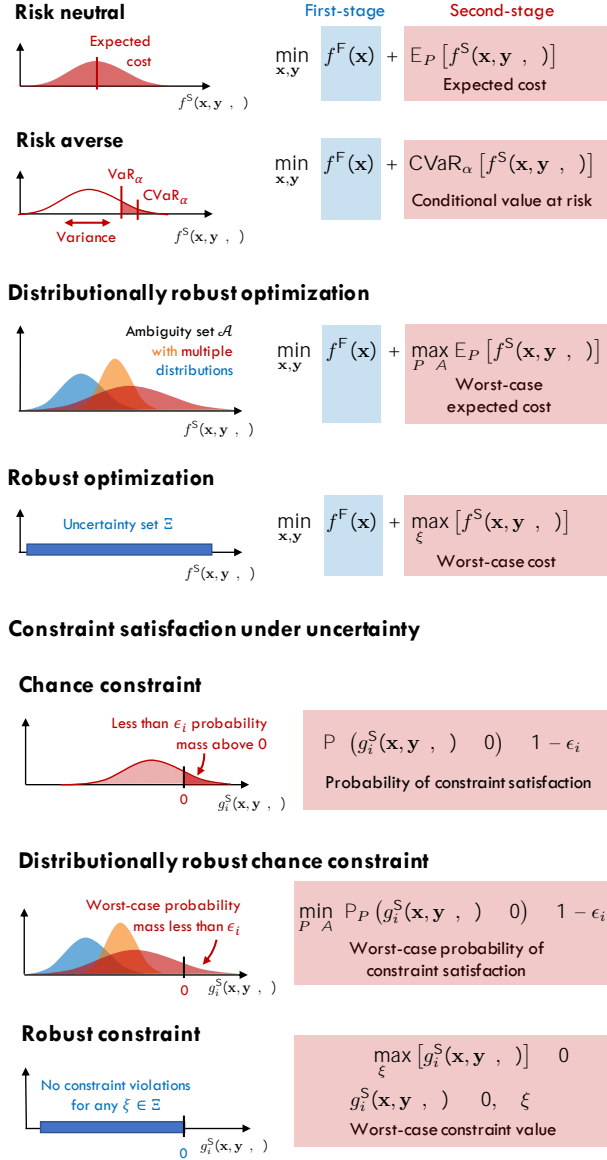 Risk neutral
First-stage
Second-stage
Expected
cost
f^S(x, y , )
min f^F(x) + E_P [f^S(x, y , )]
x,y
Expected cost
Risk averse
VaR_α
CVaR_α
Variance
f^S(x, y , )
min f^F(x) + CVaR_α [f^S(x, y , )]
x,y
Conditional value at risk
Distributionally robust optimization
Ambiguity set 𝒜
with multiple
distributions
f^S(x, y , )
min f^F(x) + max E_P [f^S(x, y , )]
x,y P A
Worst-case
expected cost
Robust optimization
Uncertainty set Ξ
f^S(x, y , )
min f^F(x) + max [f^S(x, y , )]
x,y ξ
Worst-case cost
Constraint satisfaction under uncertainty
Chance constraint
Less than ϵ_i probability
mass above 0
0
g_i^S(x, y , )
P (g_i^S(x, y , ) 0) 1 − ϵ_i
Probability of constraint satisfaction
Distributionally robust chance constraint
Worst-case probability
mass less than ϵ_i
0
g_i^S(x, y , )
min P_P (g_i^S(x, y , ) 0) 1 − ϵ_i
P A
Worst-case probability of
constraint satisfaction
Robust constraint
No constraint violations
for any ξ ∈ Ξ
0
g_i^S(x, y , )
max [g_i^S(x, y , )] 0
ξ
g_i^S(x, y , ) 0, ξ
Worst-case constraint value